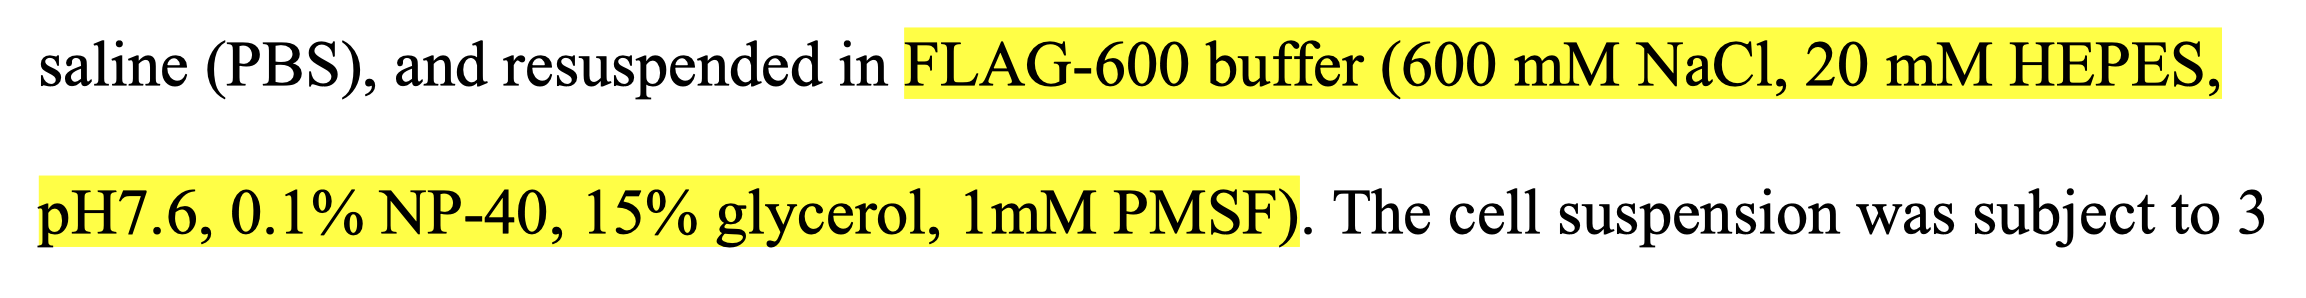 saline (PBS), and resuspended in FLAG-600 buffer (600 mM NaCl, 20 mM HEPES,
pH7.6, 0.1% NP-40, 15% glycerol, 1mM PMSF). The cell suspension was subject to 3